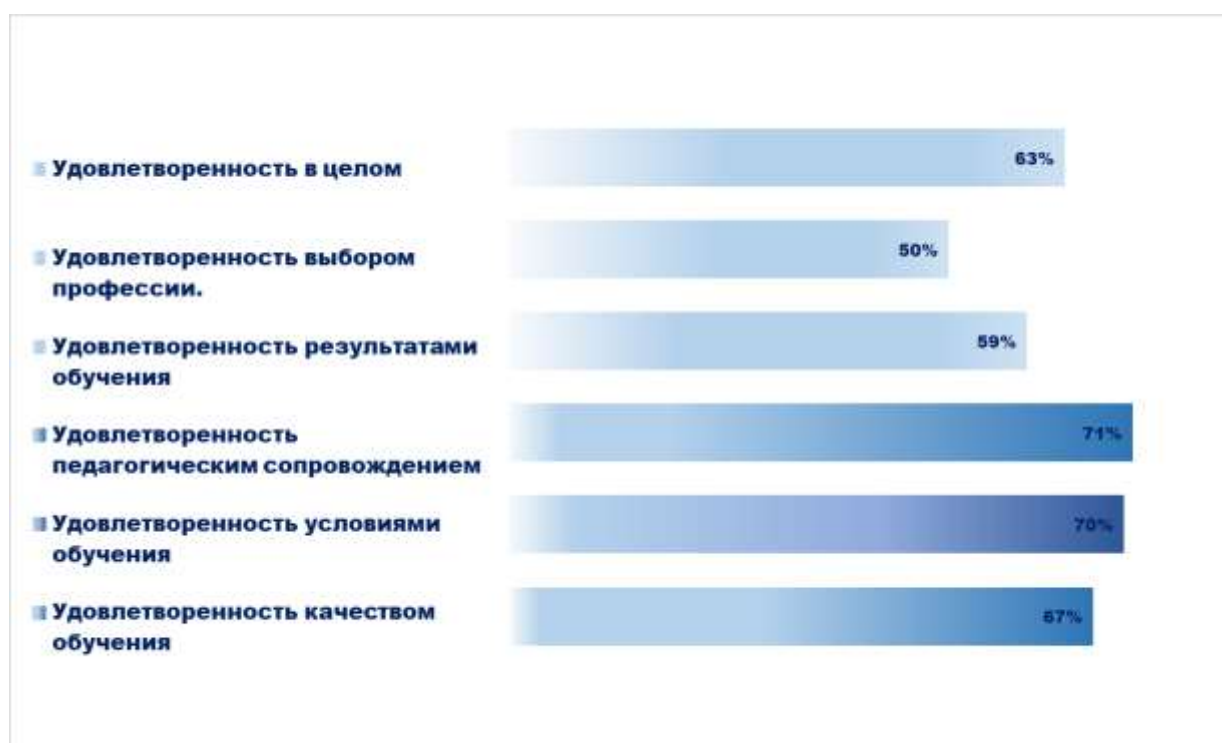 Удовлетворенность в целом
63%
Удовлетворенность выбором
профессии.
50%
Удовлетворенность результатами
обучения
59%
Удовлетворенность
педагогическим сопровождением
71%
Удовлетворенность условиями
обучения
70%
Удовлетворенность качеством
обучения
67%